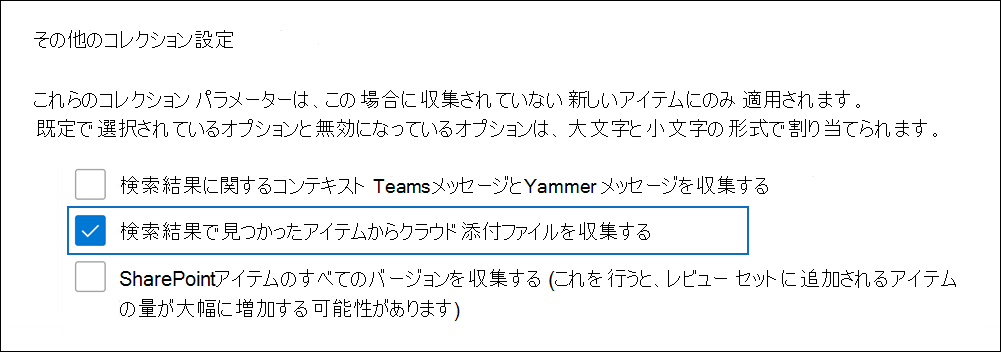 その他のコレクション設定
これらのコレクション パラメーターは、この 場合に収集されていない 新しいアイテムにのみ 適用されます。
既定で選択されているオプションと無効になっているオプションは、大文字と小文字の形式で割り当てられます。
検索結果に関するコンテキスト Teamsメッセージと Yammer メッセージを収集する
検索結果で見つかったアイテムからクラウド添付ファイルを収集する
SharePointアイテムのすべてのバージョンを収集する (これを行うと、レビュー セットに追加されるアイテム
の量が大幅に増加する可能性があります)